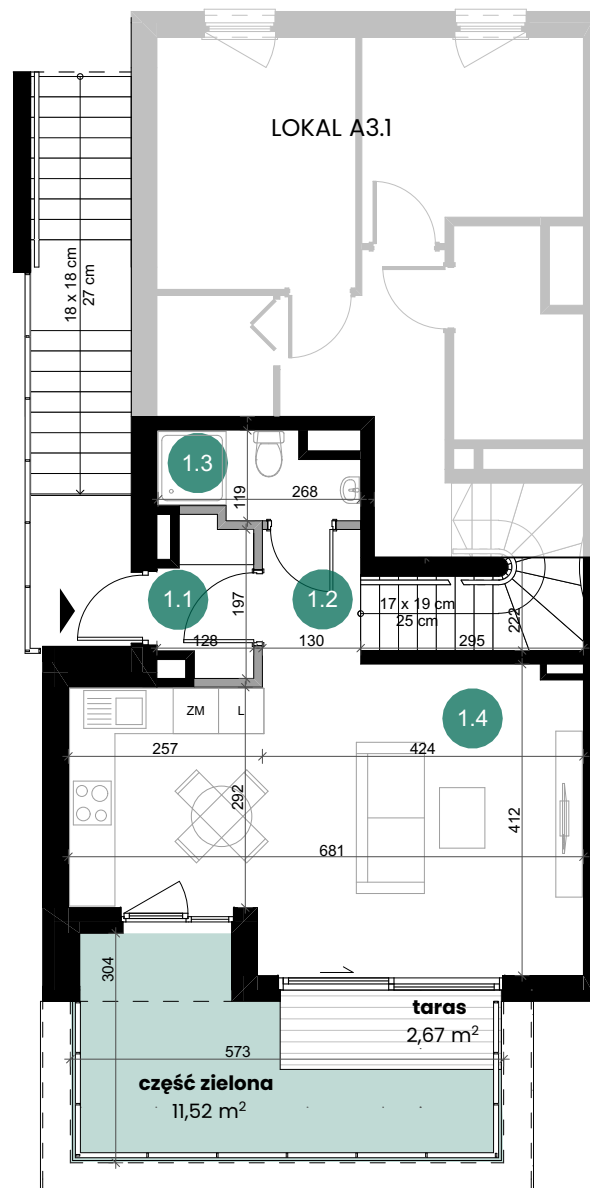 LOKAL A3.1
18 x 18 cm
27 cm
1.3
119
268
1.1
197
1.2
17 x 19 cm
25 cm
222
128
130
295
ZM
L
1.4
257
424
292
412
681
304
taras
2,67 m²
573
część zielona
11,52 m²